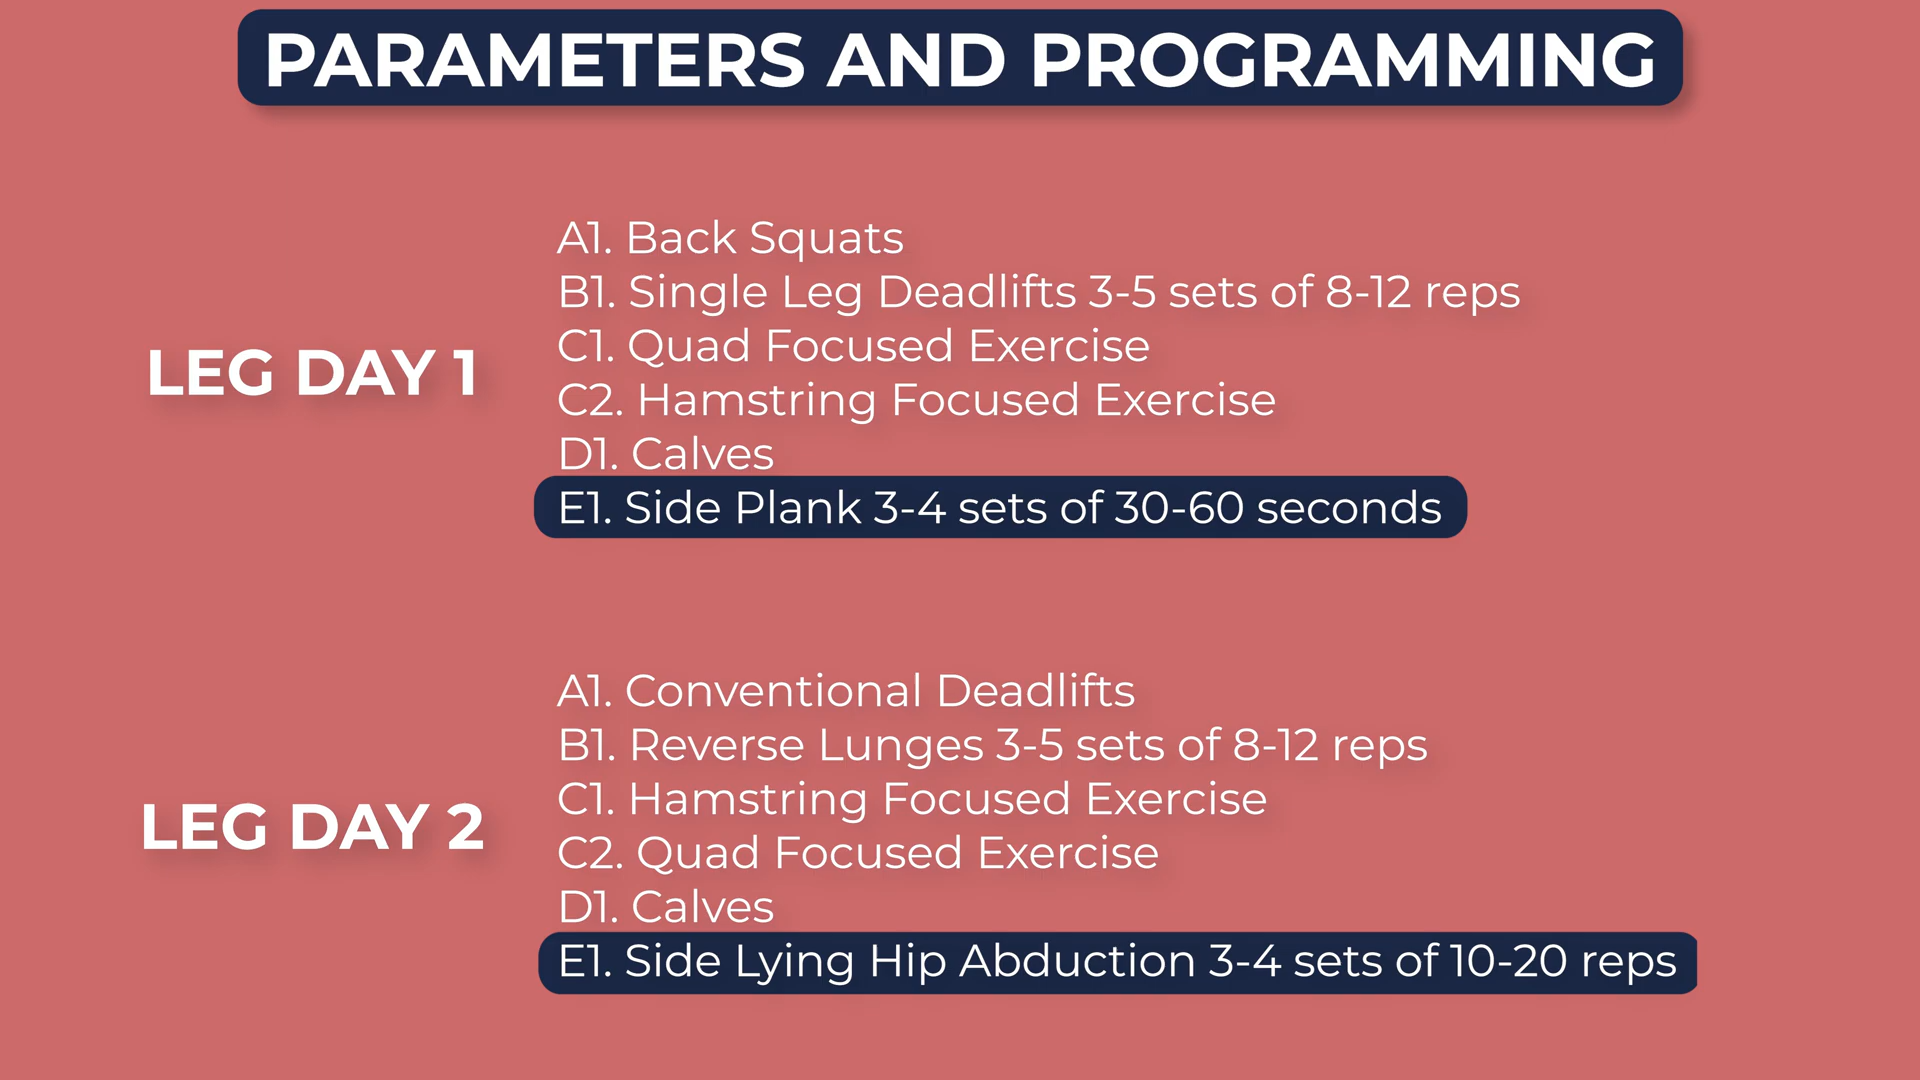 PARAMETERS AND PROGRAMMING
LEG DAY 1
A1. Back Squats
B1. Single Leg Deadlifts 3-5 sets of 8-12 reps
C1. Quad Focused Exercise
C2. Hamstring Focused Exercise
D1. Calves
E1. Side Plank 3-4 sets of 30-60 seconds
LEG DAY 2
A1. Conventional Deadlifts
B1. Reverse Lunges 3-5 sets of 8-12 reps
C1. Hamstring Focused Exercise
C2. Quad Focused Exercise
D1. Calves
E1. Side Lying Hip Abduction 3-4 sets of 10-20 reps